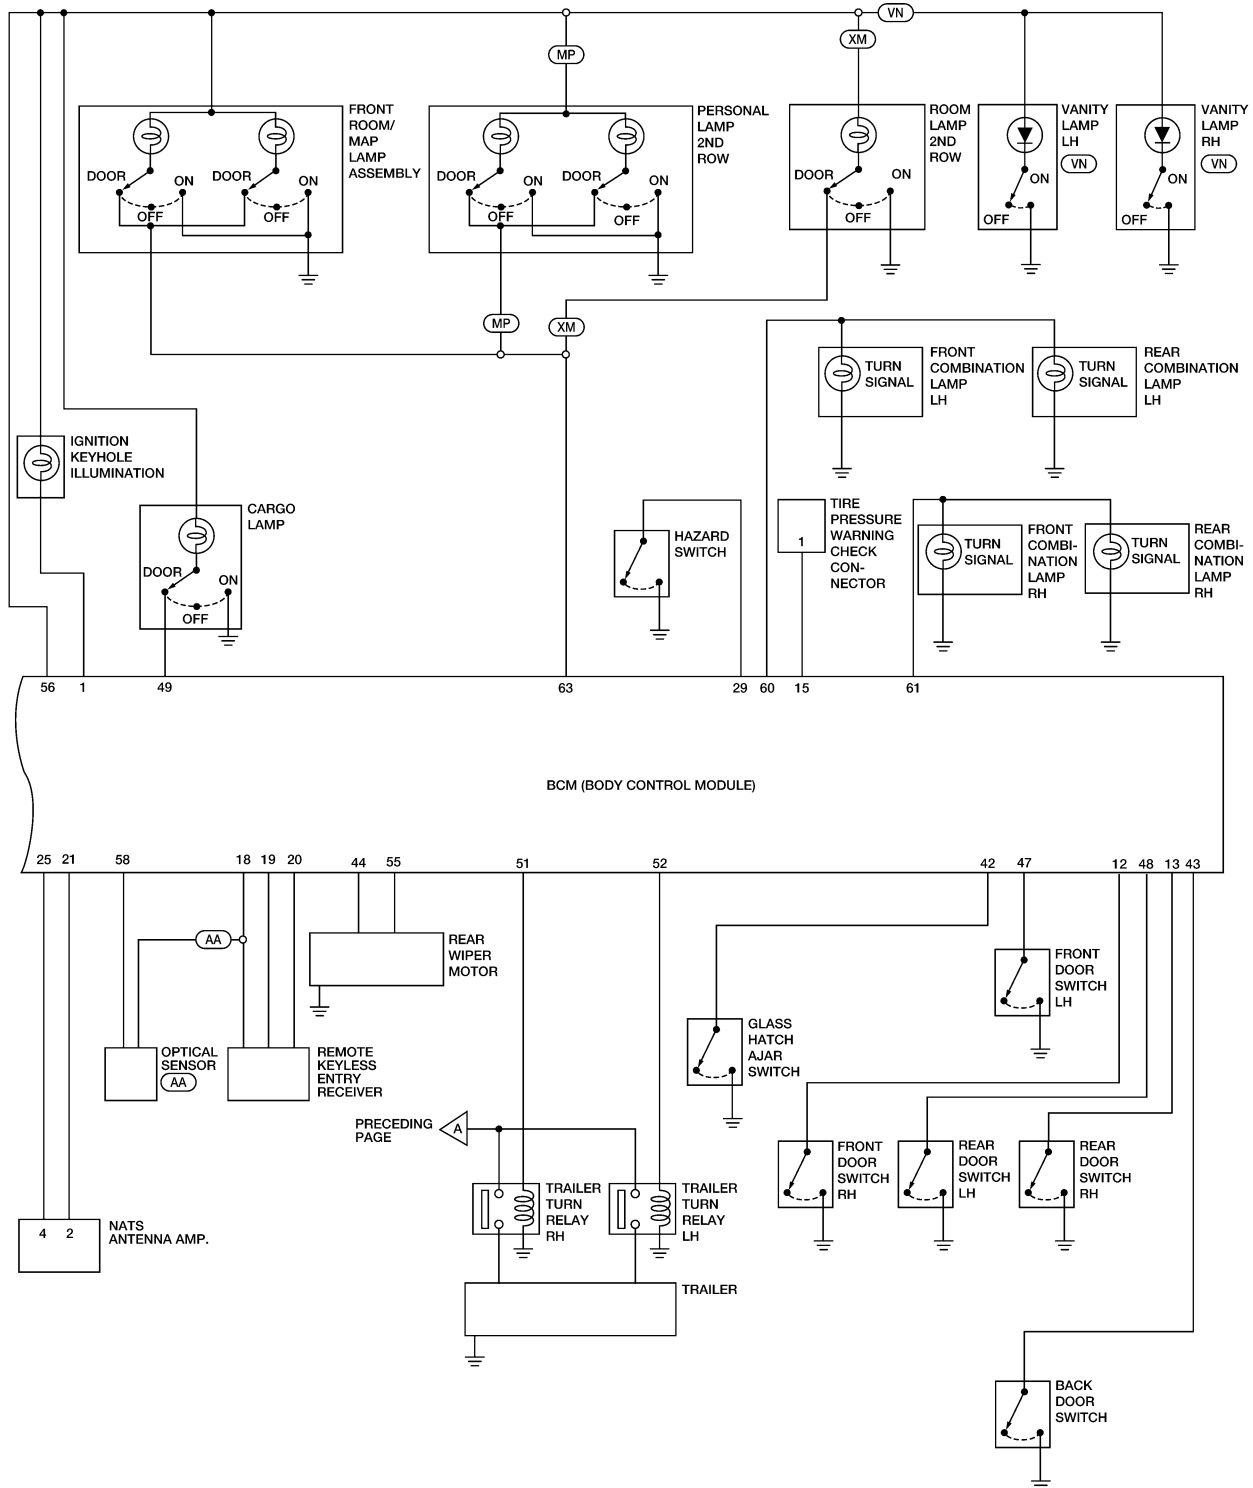 VN
XM
MP
FRONT
ROOM/
MAP
LAMP
ASSEMBLY
DOOR
ON
OFF
DOOR
ON
OFF
PERSONAL
LAMP
2ND
ROW
DOOR
ON
OFF
DOOR
ON
OFF
ROOM
LAMP
2ND
ROW
DOOR
ON
OFF
VANITY
LAMP
LH
VN
ON
OFF
VANITY
LAMP
RH
VN
ON
OFF
MP
XM
TURN
SIGNAL
FRONT
COMBINATION
LAMP
LH
TURN
SIGNAL
REAR
COMBINATION
LAMP
LH
IGNITION
KEYHOLE
ILLUMINATION
CARGO
LAMP
DOOR
ON
OFF
HAZARD
SWITCH
1
TIRE
PRESSURE
WARNING
CHECK
CON-
NECTOR
TURN
SIGNAL
FRONT
COMBI-
NATION
LAMP
RH
TURN
SIGNAL
REAR
COMBI-
NATION
LAMP
RH
56 1 49 63 29 60 15 61
BCM (BODY CONTROL MODULE)
25 21 58 18 19 20 44 55 51 52 42 47 12 48 13 43
AA
REAR
WIPER
MOTOR
FRONT
DOOR
SWITCH
LH
OPTICAL
SENSOR
AA
REMOTE
KEYLESS
ENTRY
RECEIVER
GLASS
HATCH
AJAR
SWITCH
PRECEDING
PAGE
A
FRONT
DOOR
SWITCH
RH
REAR
DOOR
SWITCH
LH
REAR
DOOR
SWITCH
RH
TRAILER
TURN
RELAY
RH
TRAILER
TURN
RELAY
LH
4 2
NATS
ANTENNA AMP.
TRAILER
BACK
DOOR
SWITCH